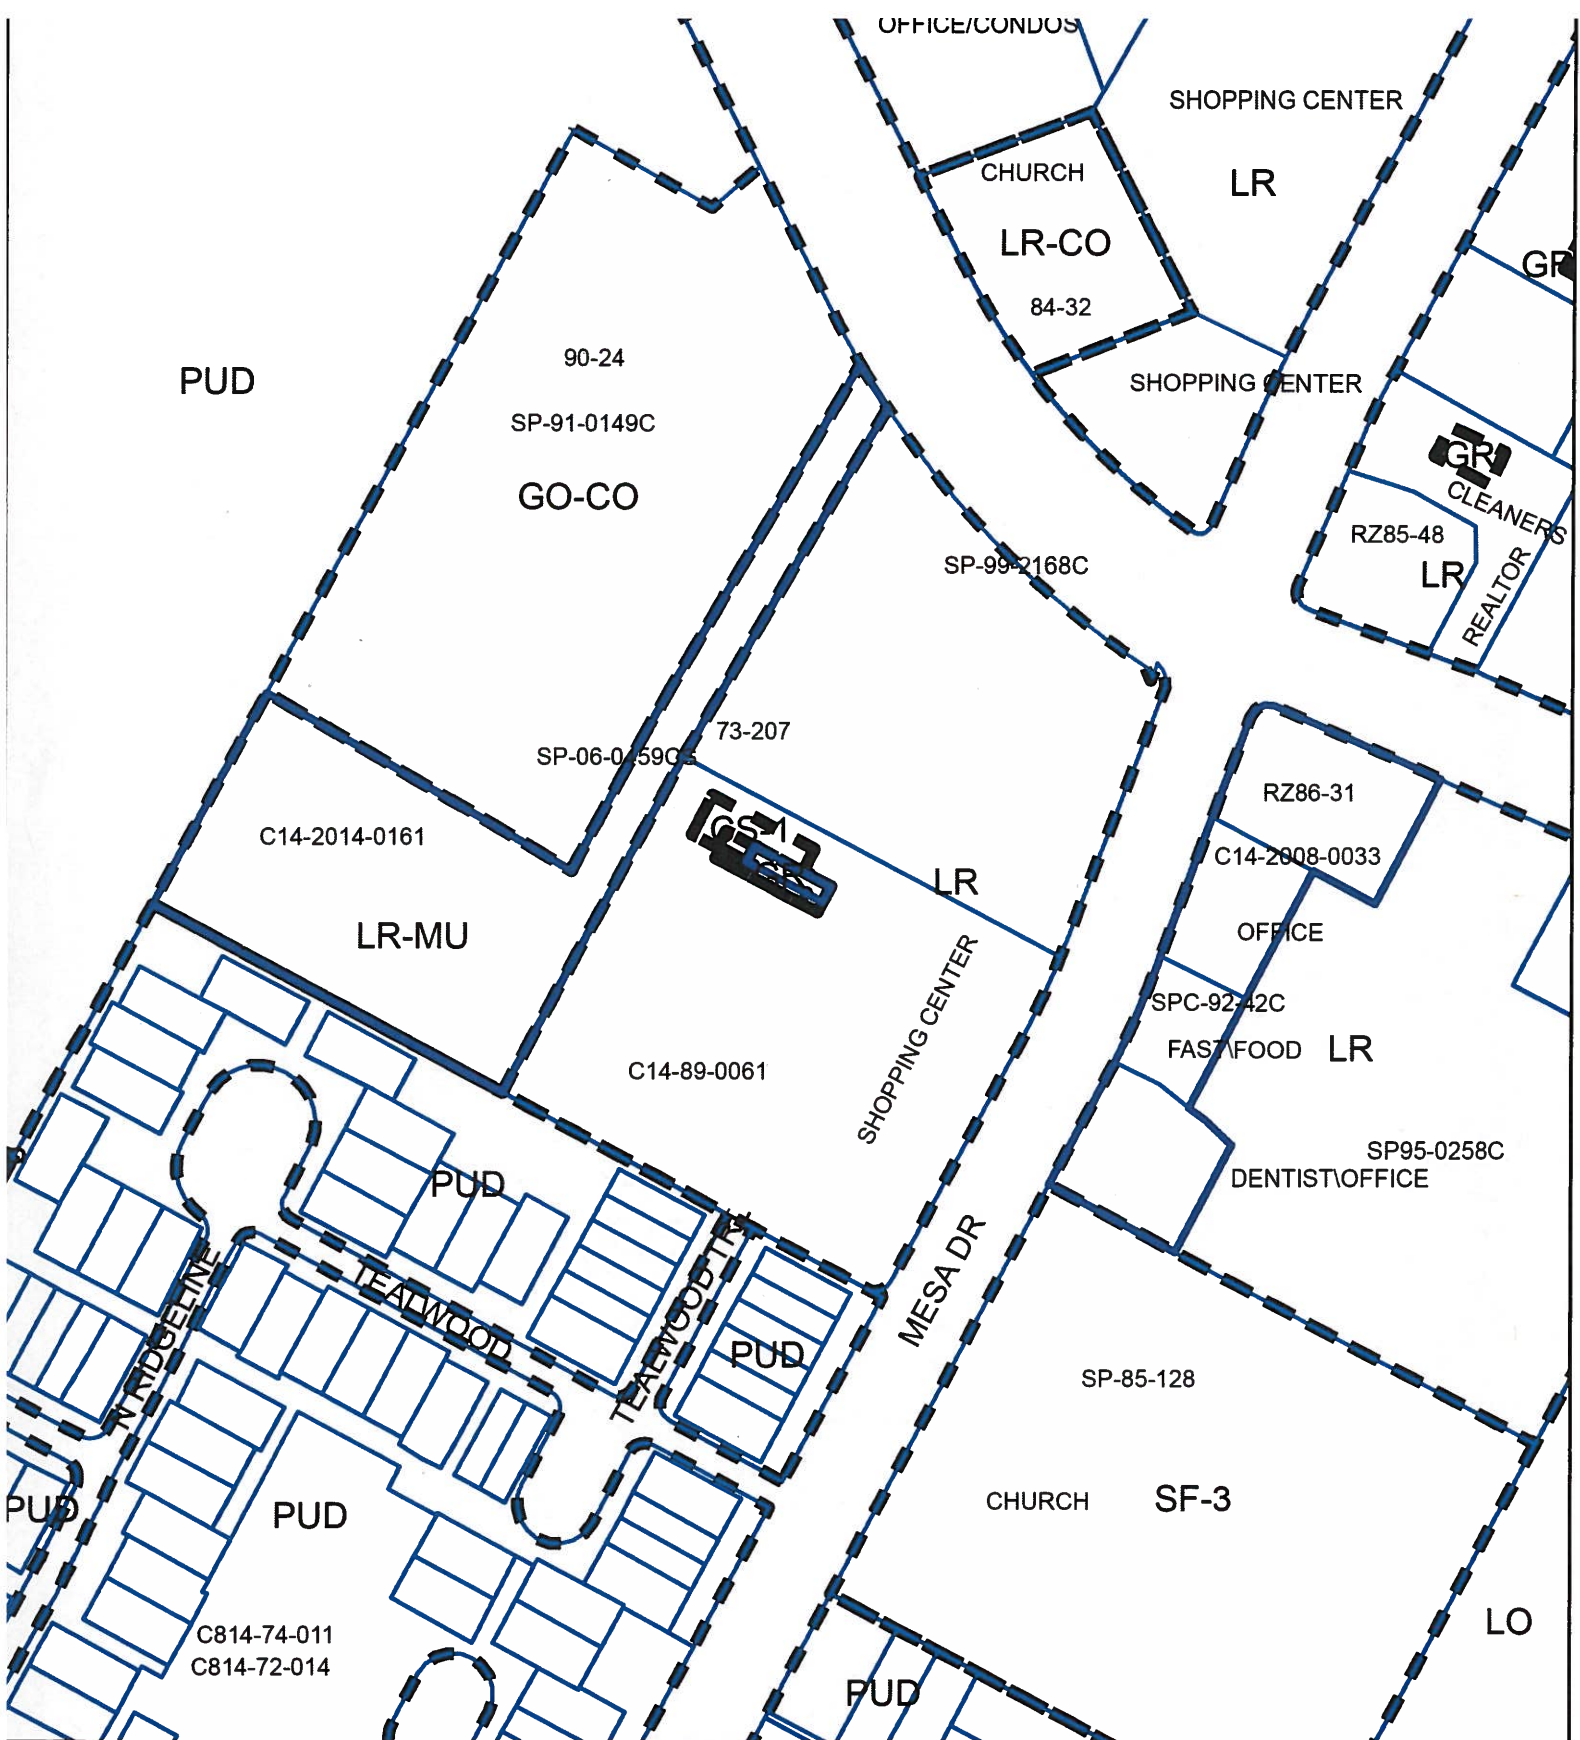 OFFICE/CONDOS
SHOPPING CENTER
CHURCH
LR
LR-CO
GR
84-32
90-24
PUD
SHOPPING CENTER
SP-91-0149C
GR
GO-CO
CLEANERS
RZ85-48
SP-99-2168C
LR
REALTOR
73-207
SP-06-0459CS
RZ86-31
CS-1
C14-2014-0161
C14-2008-0033
LR
OFFICE
LR-MU
SPC-92-42C
SHOPPING CENTER
FAST\FOOD
LR
C14-89-0061
SP95-0258C
DENTIST\OFFICE
PUD
MESA DR
TEALWOOD TRL
N RIDGELINE
TEALWOOD
PUD
SP-85-128
CHURCH
SF-3
PUD
PUD
LO
C814-74-011
C814-72-014
PUD